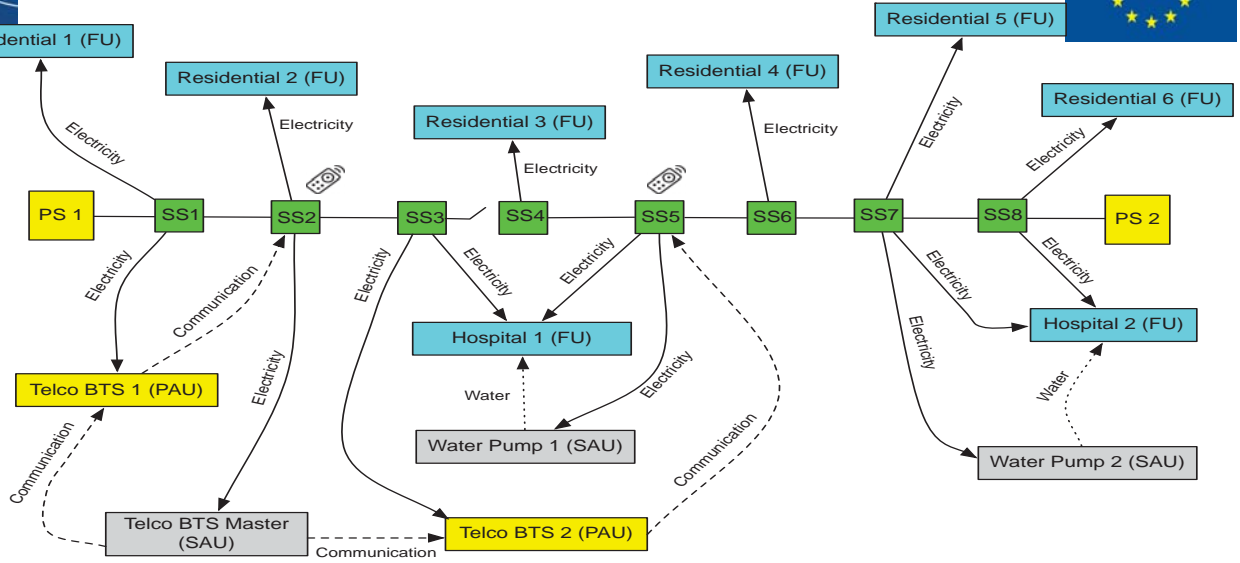 Residential 5 (FU)
dential 1 (FU)
Residential 2 (FU)
Residential 4 (FU)
Residential 6 (FU)
Residential 3 (FU)
Electricity
Electricity
Electricity
Electricity
Electricity
Electricity
PS 1
SS1
SS2
SS3
SS4
SS5
SS6
SS7
SS8
PS 2
Electricity
Communication
Electricity
Electricity
Electricity
Electricity
Electricity
Hospital 1 (FU)
Hospital 2 (FU)
Telco BTS 1 (PAU)
Electricity
Water
Electricity
Electricity
Water
Communication
Water Pump 1 (SAU)
Communication
Water Pump 2 (SAU)
Telco BTS Master
(SAU)
Communication
Telco BTS 2 (PAU)